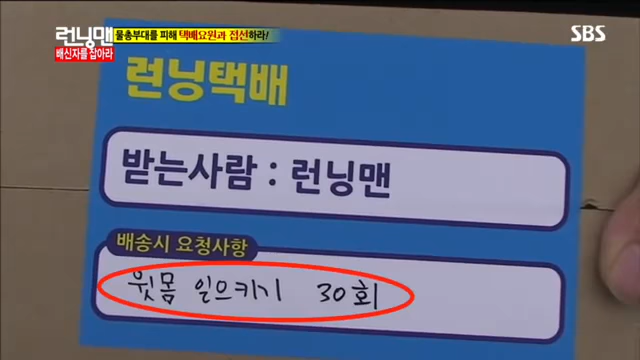 런닝맨 물총부대를 피해 택배요원과 접선하라! SBS
배신자를 잡아라
런닝택배
받는사람 : 런닝맨
배송시 요청사항
윗몸 일으키기 30회